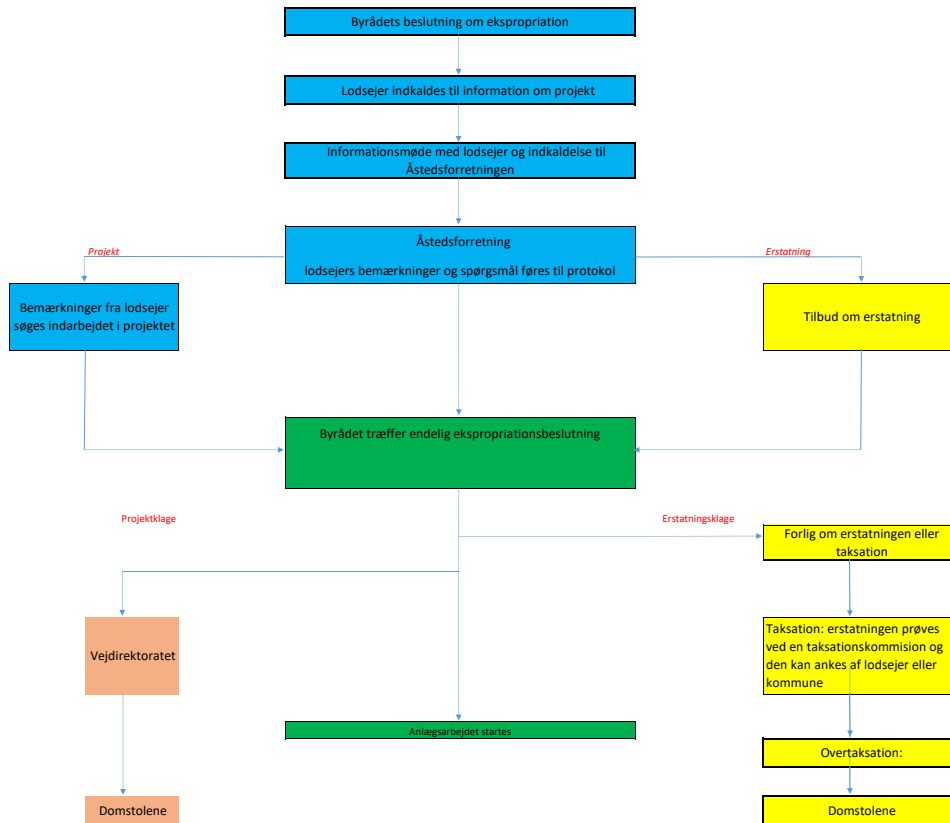 Byrådets beslutning om ekspropriation
Lodsejer indkaldes til information om projekt
Informationsmøde med lodsejer og indkaldelse til
Åstedsforretningen
Åstedsforretning
lodsejers bemærkninger og spørgsmål føres til protokol
Projekt
Erstatning
Bemærkninger fra lodsejer
søges indarbejdet i projektet
Tilbud om erstatning
Byrådet træffer endelig ekspropriationsbeslutning
Projektklage
Erstatningsklage
Forlig om erstatningen eller
taksation
Vejdirektoratet
Taksation: erstatningen prøves
ved en taksationskommision og
den kan ankes af lodsejer eller
kommune
Anlægsarbejdet startes
Overtaksation:
Domstolene
Domstolene